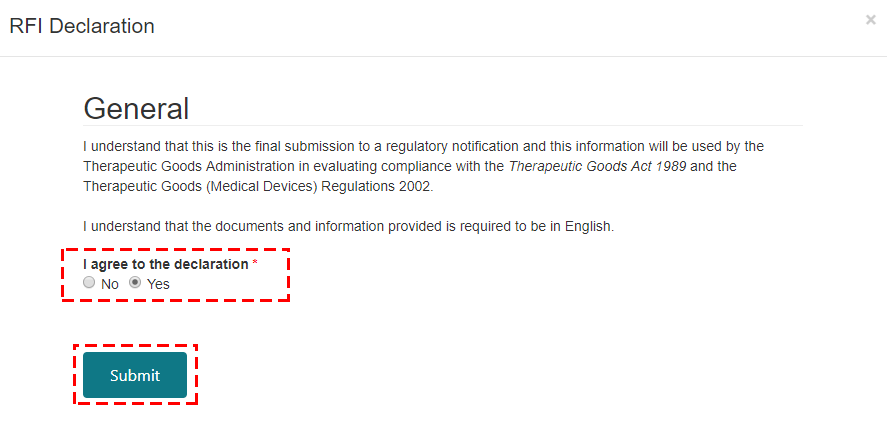 RFI Declaration
×
General
I understand that this is the final submission to a regulatory notification and this information will be used by the
Therapeutic Goods Administration in evaluating compliance with the Therapeutic Goods Act 1989 and the
Therapeutic Goods (Medical Devices) Regulations 2002.
I understand that the documents and information provided is required to be in English.
I agree to the declaration *
No Yes
Submit